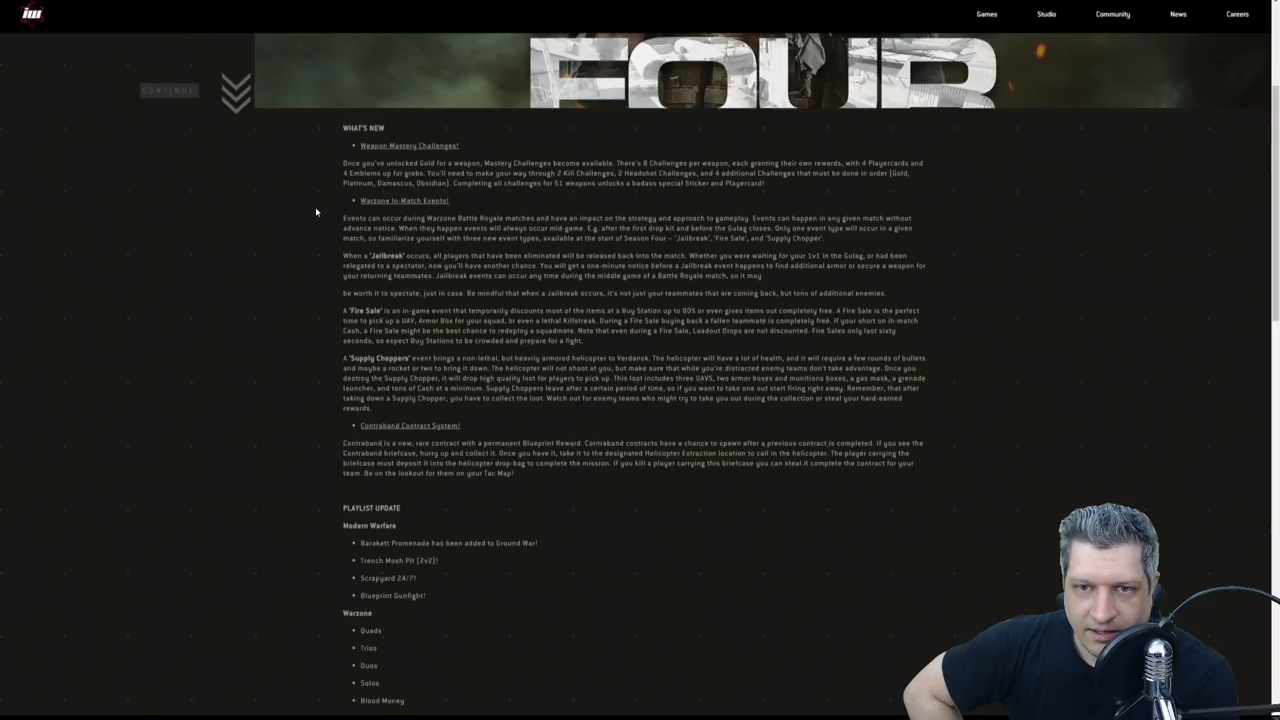 iw
Games
Studio
Community
News
Careers
FOUR
CONTINUE
WHAT'S NEW
• Weapon Mastery Challenges!
Once you've unlocked Gold for a weapon, Mastery Challenges become available. There's 8 Challenges per weapon, each granting their own rewards, with 4 Playercards and
4 Emblems up for grabs. You'll need to make your way through 2 Kill Challenges, 2 Headshot Challenges, and 4 additional Challenges that must be done in order (Gold,
Platinum, Damascus, Obsidian). Completing all challenges for 51 weapons unlocks a badass special Sticker and Playercard!
• Warzone In-Match Events!
Events can occur during Warzone Battle Royale matches and have an impact on the strategy and approach to gameplay. Events can happen in any given match without
advance notice. When they happen events will always occur mid-game. E.g. after the first drop kit and before the Gulag closes. Only one event type will occur in a given
match, so familiarize yourself with three new event types, available at the start of Season Four – 'Jailbreak', 'Fire Sale', and 'Supply Chopper'.
When a 'Jailbreak' occurs, all players that have been eliminated will be released back into the match. Whether you were waiting for your 1v1 in the Gulag, or had been
relegated to a spectator, now you'll have another chance. You will get a one-minute notice before a Jailbreak event happens to find additional armor or secure a weapon for
your returning teammates. Jailbreak events can occur any time during the middle game of a Battle Royale match, so it may
be worth it to spectate, just in case. Be mindful that when a Jailbreak occurs, it's not just your teammates that are coming back, but tons of additional enemies.
A 'Fire Sale' is an in-game event that temporarily discounts most of the items at a Buy Station up to 80% or even gives items out completely free. A Fire Sale is the perfect
time to pick up a UAV, Armor Box for your squad, or even a lethal Killstreak. During a Fire Sale buying back a fallen teammate is completely free. If your short on in-match
Cash, a Fire Sale might be the best chance to redeploy a squadmate. Note that even during a Fire Sale, Loadout Drops are not discounted. Fire Sales only last sixty
seconds, so expect Buy Stations to be crowded and prepare for a fight.
A 'Supply Choppers' event brings a non-lethal, but heavily armored helicopter to Verdansk. The helicopter will have a lot of health, and it will require a few rounds of bullets
and maybe a rocket or two to bring it down. The helicopter will not shoot at you, but make sure that while you're distracted enemy teams don't take advantage. Once you
destroy the Supply Chopper, it will drop high quality loot for players to pick up. This loot includes three UAVS, two armor boxes and munitions boxes, a gas mask, a grenade
launcher, and tons of Cash at a minimum. Supply Choppers leave after a certain period of time, so if you want to take one out start firing right away. Remember, that after
taking down a Supply Chopper, you have to collect the loot. Watch out for enemy teams who might try to take you out during the collection or steal your hard-earned
rewards.
• Contraband Contract System!
Contraband is a new, rare contract with a permanent Blueprint Reward. Contraband contracts have a chance to spawn after a previous contract is completed. If you see the
Contraband briefcase, hurry up and collect it. Once you have it, take it to the designated Helicopter Extraction location to call in the helicopter. The player carrying the
briefcase must deposit it into the helicopter drop-bag to complete the mission. If you kill a player carrying this briefcase you can steal it complete the contract for your
team. Be on the lookout for them on your Tac Map!
PLAYLIST UPDATE
Modern Warfare
• Barakett Promenade has been added to Ground War!
• Trench Mosh Pit [2v2]!
• Scrapyard 24/7!
• Blueprint Gunfight!
Warzone
• Quads
• Trios
• Duos
• Solos
• Blood Money